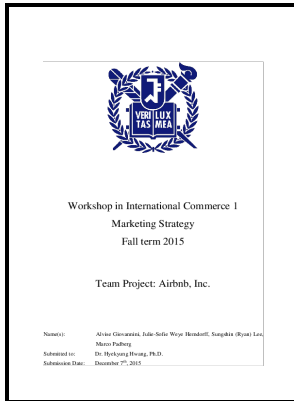 VERI LUX
TAS MEA
Workshop in International Commerce 1
Marketing Strategy
Fall term 2015
Team Project: Airbnb, Inc.
Name(s): Alvise Giovannini, Julie-Sofie Weye Herndorff, Sungshin (Ryan) Lee,
Marco Padberg
Submitted to: Dr. Hyekyung Hwang, Ph.D.
Submission Date: December 7th, 2015